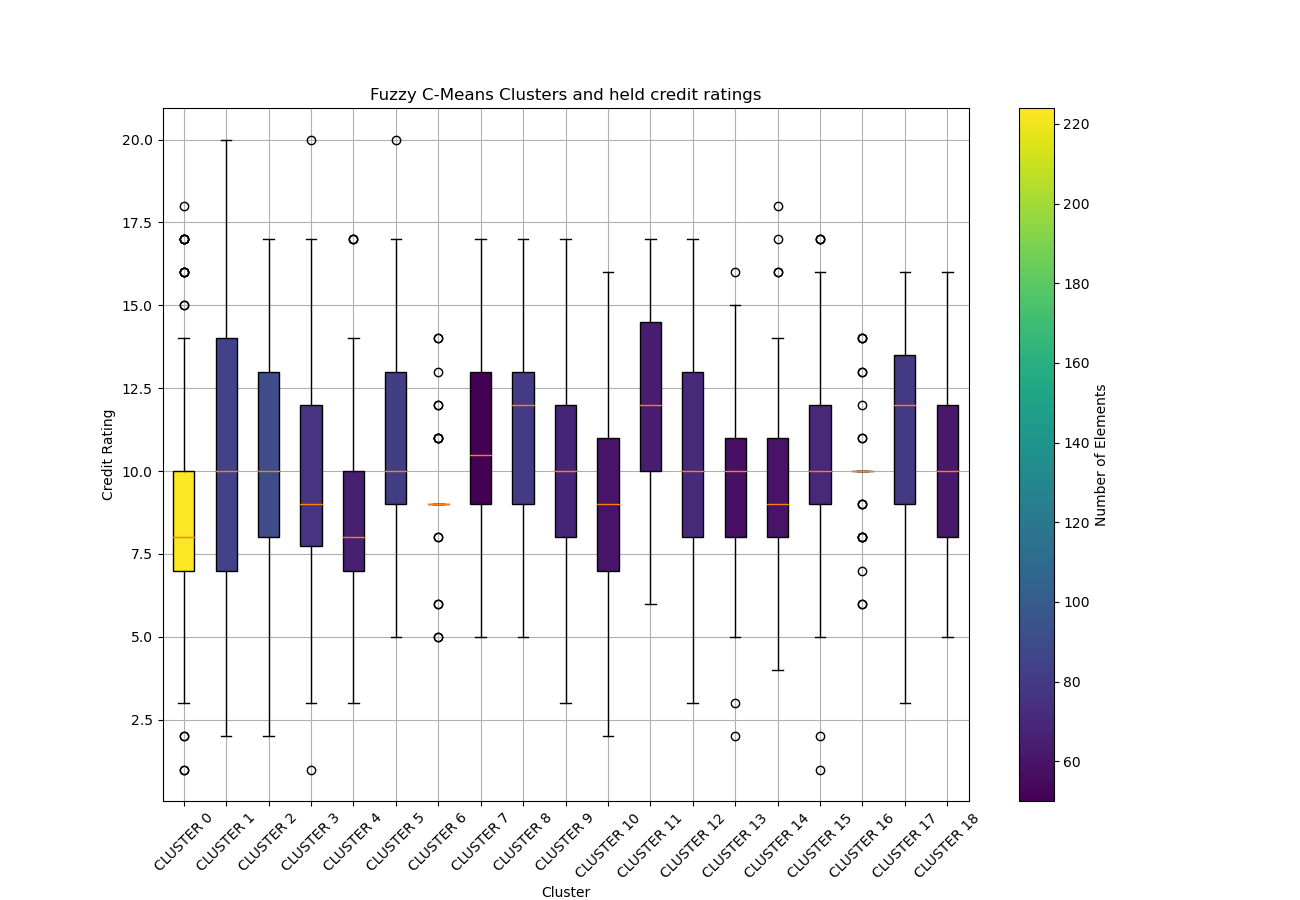 Fuzzy C-Means Clusters and held credit ratings
20.0
17.5
15.0
12.5
10.0
7.5
5.0
2.5
Credit Rating
CLUSTER 0
CLUSTER 1
CLUSTER 2
CLUSTER 3
CLUSTER 4
CLUSTER 5
CLUSTER 6
CLUSTER 7
CLUSTER 8
CLUSTER 9
CLUSTER 10
CLUSTER 11
CLUSTER 12
CLUSTER 13
CLUSTER 14
CLUSTER 15
CLUSTER 16
CLUSTER 17
CLUSTER 18
Cluster
220
200
180
160
140
120
100
80
60
Number of Elements